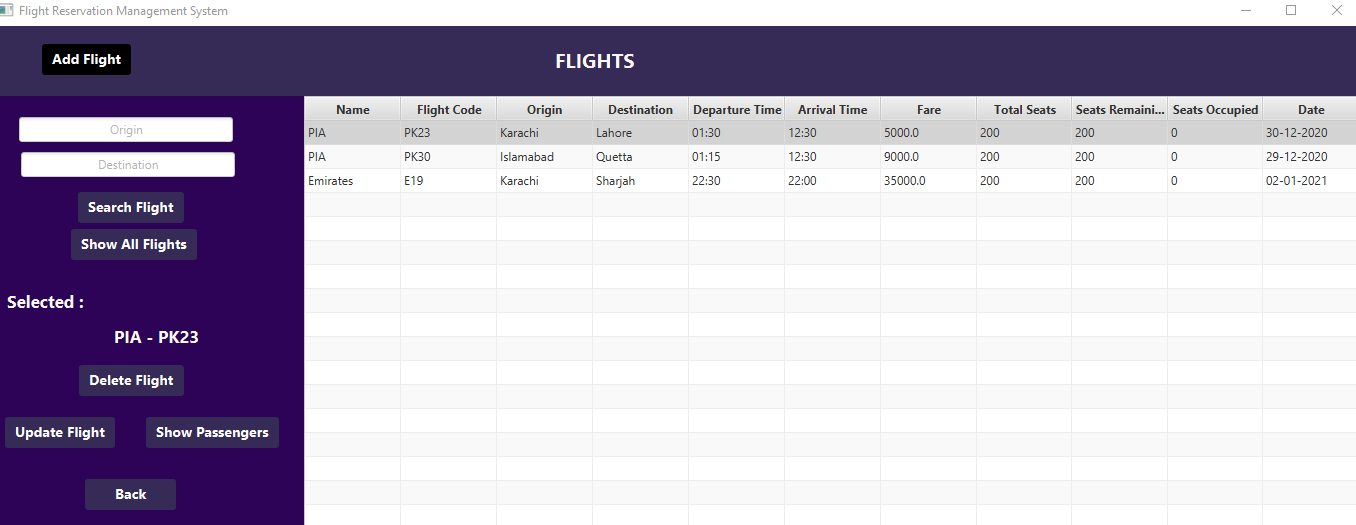 Flight Reservation Management System
Add Flight
FLIGHTS
Origin
Destination
Search Flight
Show All Flights
Selected :
PIA - PK23
Delete Flight
Update Flight Show Passengers
Back
Name Flight Code Origin Destination Departure Time Arrival Time Fare Total Seats Seats Remaini... Seats Occupied Date
PIA PK23 Karachi Lahore 01:30 12:30 5000.0 200 200 0 30-12-2020
PIA PK30 Islamabad Quetta 01:15 12:30 9000.0 200 200 0 29-12-2020
Emirates E19 Karachi Sharjah 22:30 22:00 35000.0 200 200 0 02-01-2021